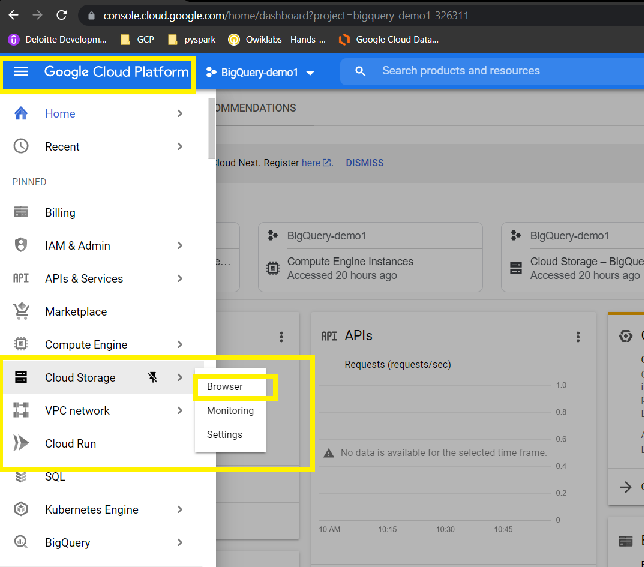 console.cloud.google.com/home/dashboard?project=bigquery-demo1-326311
Deloitte Developm...
GCP
pyspark
Qwiklabs - Hands-...
Google Cloud Data...
Google Cloud Platform
BigQuery-demo1
Search products and resources
Home
OMMENDATIONS
Recent
Cloud Next. Register here.
DISMISS
PINNED
Billing
IAM & Admin
API APIs & Services
Marketplace
Compute Engine
Cloud Storage
VPC network
Cloud Run
SQL
Kubernetes Engine
BigQuery
Browser
Monitoring
Settings
e...
BigQuery-demo1
Compute Engine Instances
Accessed 20 hours ago
BigQuery-demo1
Cloud Storage – BigQue
Accessed 20 hours ago
API APIs
Requests (requests/sec)
1.0
0.8
0.6
No data is available for the selected time frame.
0.4
0.2
0
10 AM
10:15
10:30
10:45